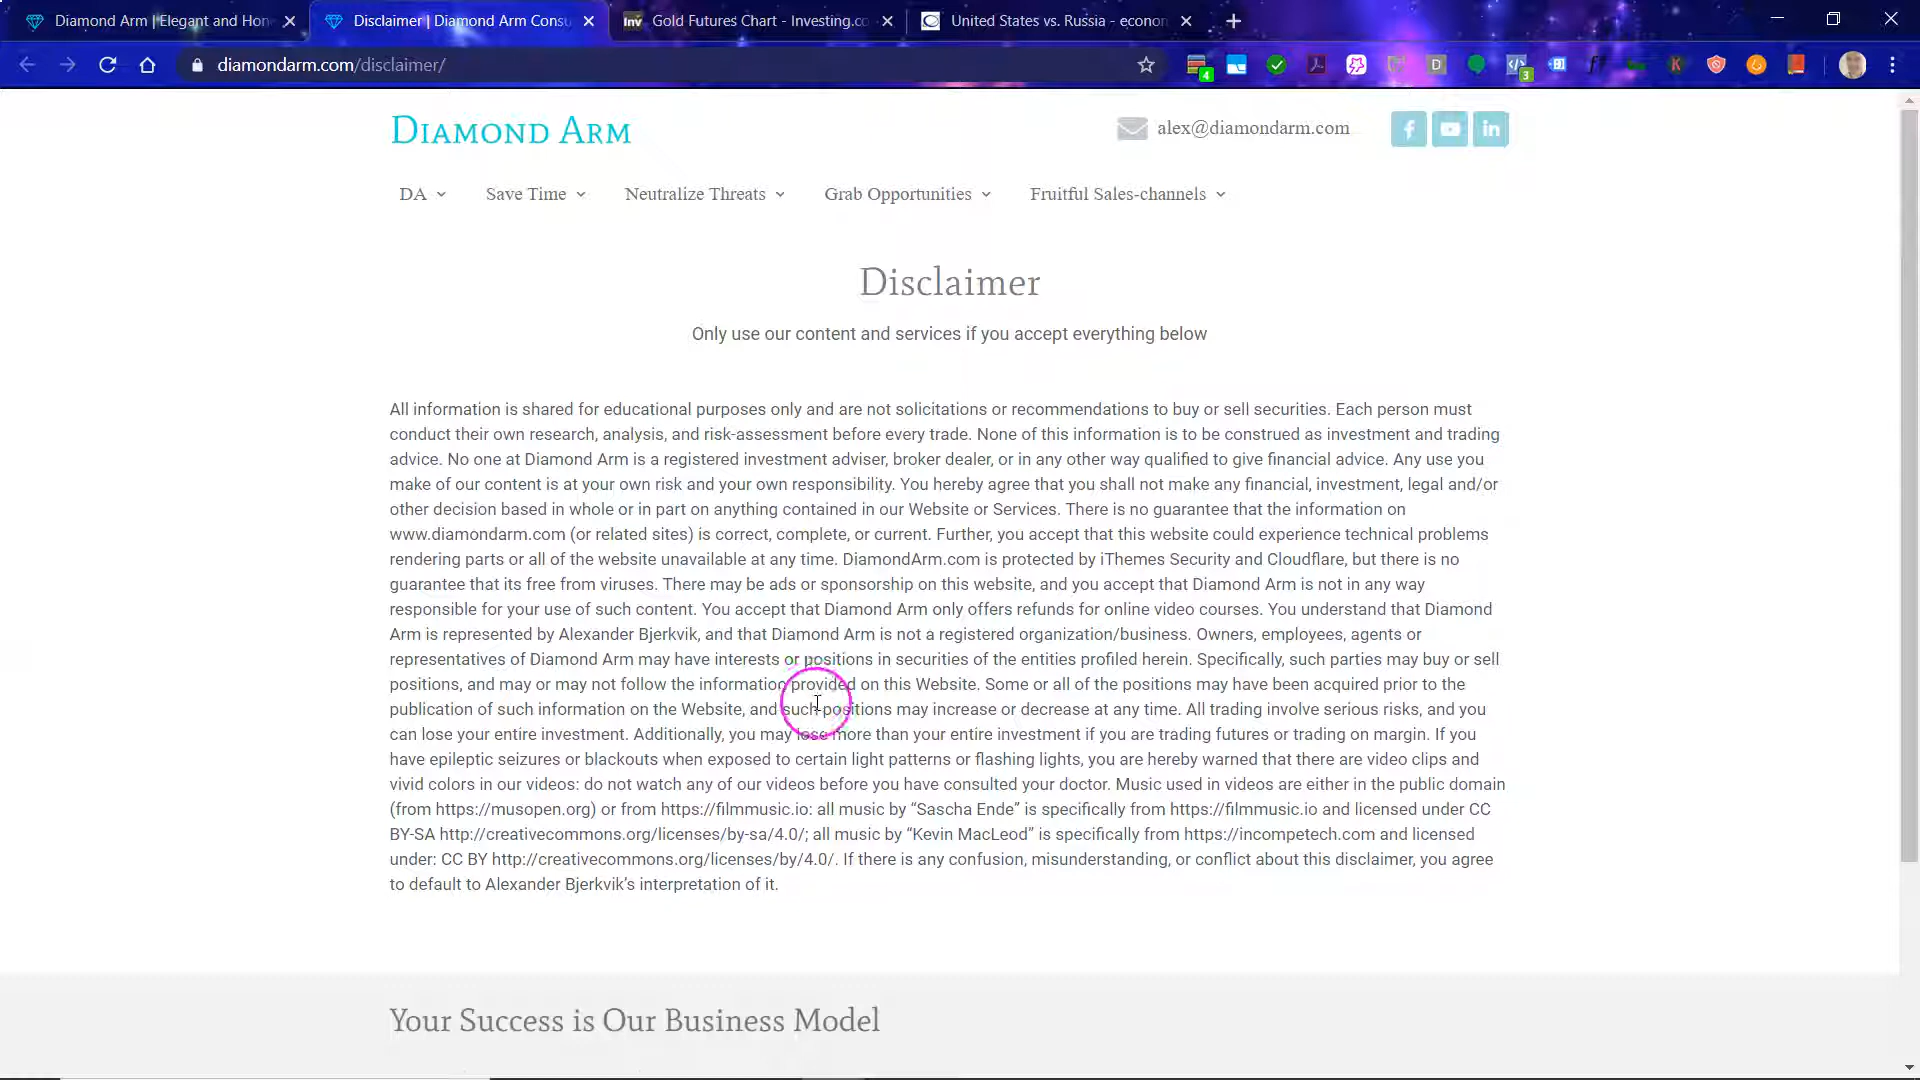 Diamond Arm | Elegant and Hon
Disclaimer | Diamond Arm Consu
Inv
Gold Futures Chart - Investing.co
United States vs. Russia - econom
diamondarm.com/disclaimer/
4
D
3
K
DIAMOND ARM
alex@diamondarm.com
DA
Save Time
Neutralize Threats
Grab Opportunities
Fruitful Sales-channels
Disclaimer
Only use our content and services if you accept everything below
All information is shared for educational purposes only and are not solicitations or recommendations to buy or sell securities. Each person must
conduct their own research, analysis, and risk-assessment before every trade. None of this information is to be construed as investment and trading
advice. No one at Diamond Arm is a registered investment adviser, broker dealer, or in any other way qualified to give financial advice. Any use you
make of our content is at your own risk and your own responsibility. You hereby agree that you shall not make any financial, investment, legal and/or
other decision based in whole or in part on anything contained in our Website or Services. There is no guarantee that the information on
www.diamondarm.com (or related sites) is correct, complete, or current. Further, you accept that this website could experience technical problems
rendering parts or all of the website unavailable at any time. DiamondArm.com is protected by iThemes Security and Cloudflare, but there is no
guarantee that its free from viruses. There may be ads or sponsorship on this website, and you accept that Diamond Arm is not in any way
responsible for your use of such content. You accept that Diamond Arm only offers refunds for online video courses. You understand that Diamond
Arm is represented by Alexander Bjerkvik, and that Diamond Arm is not a registered organization/business. Owners, employees, agents or
representatives of Diamond Arm may have interests or positions in securities of the entities profiled herein. Specifically, such parties may buy or sell
positions, and may or may not follow the information provided on this Website. Some or all of the positions may have been acquired prior to the
publication of such information on the Website, and such positions may increase or decrease at any time. All trading involve serious risks, and you
can lose your entire investment. Additionally, you may lose more than your entire investment if you are trading futures or trading on margin. If you
have epileptic seizures or blackouts when exposed to certain light patterns or flashing lights, you are hereby warned that there are video clips and
vivid colors in our videos: do not watch any of our videos before you have consulted your doctor. Music used in videos are either in the public domain
(from https://musopen.org) or from https://filmmusic.io: all music by “Sascha Ende” is specifically from https://filmmusic.io and licensed under CC
BY-SA http://creativecommons.org/licenses/by-sa/4.0/; all music by “Kevin MacLeod” is specifically from https://incompetech.com and licensed
under: CC BY http://creativecommons.org/licenses/by/4.0/. If there is any confusion, misunderstanding, or conflict about this disclaimer, you agree
to default to Alexander Bjerkvik’s interpretation of it.
Your Success is Our Business Model